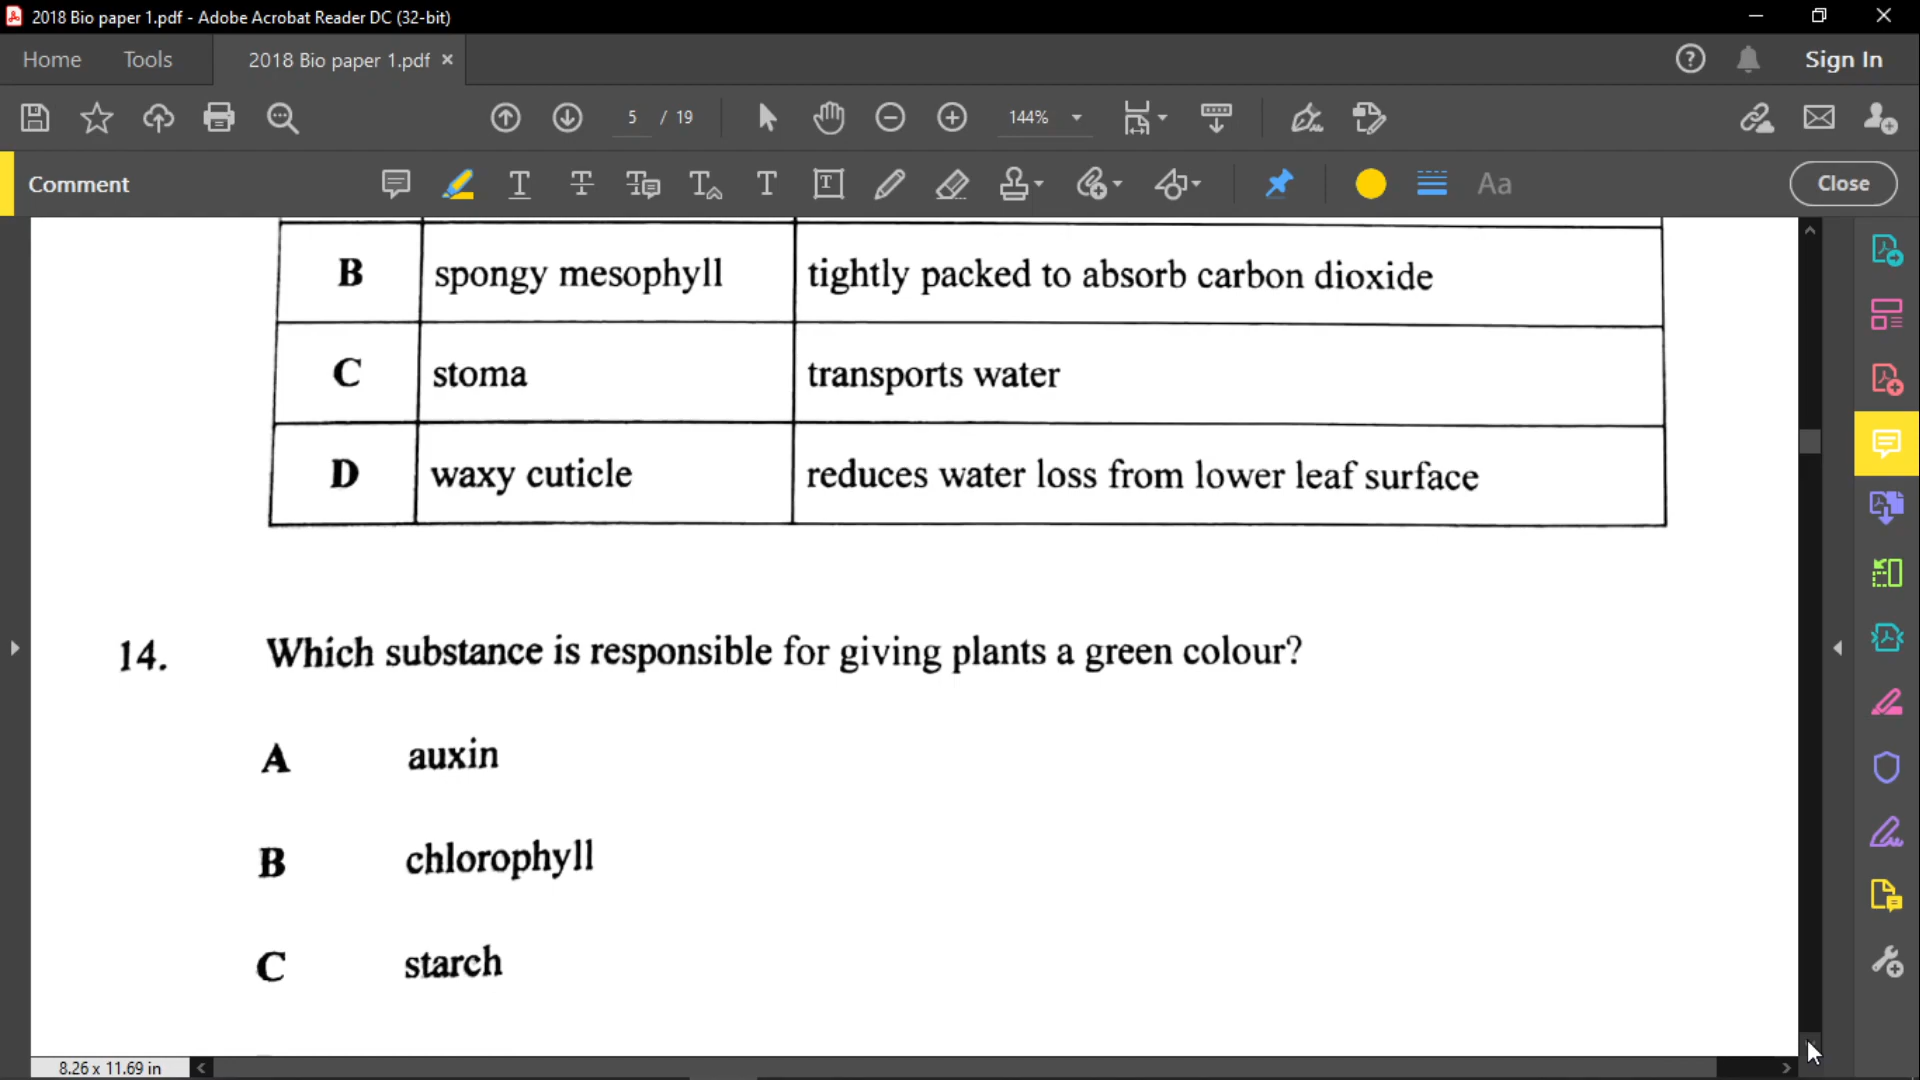 2018 Bio paper 1.pdf - Adobe Acrobat Reader DC (32-bit)
Home Tools 2018 Bio paper 1.pdf × Sign In
5 / 19 144%
Comment Aa Close
B spongy mesophyll tightly packed to absorb carbon dioxide
C stoma transports water
D waxy cuticle reduces water loss from lower leaf surface
14. Which substance is responsible for giving plants a green colour?
A auxin
B chlorophyll
C starch
8.26 x 11.69 in